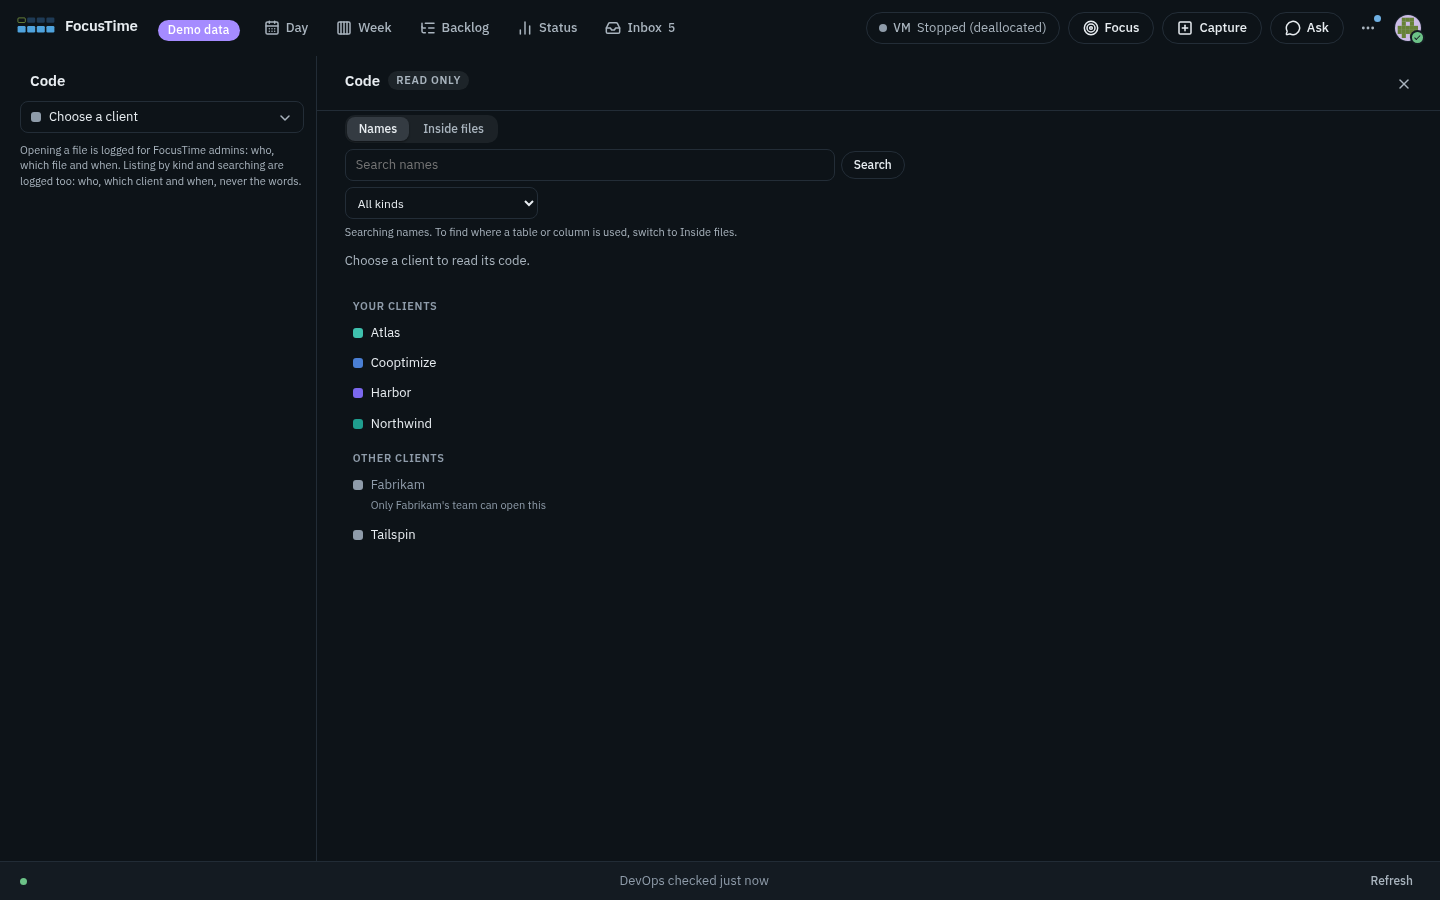 FocusTime
Demo data
Day
Week
Backlog
Status
Inbox 5
VM Stopped (deallocated)
Focus
Capture
Ask
Code
Choose a client
Opening a file is logged for FocusTime admins: who,
which file and when. Listing by kind and searching are
logged too: who, which client and when, never the words.
Code READ ONLY
Names
Inside files
Search names
Search
All kinds
Searching names. To find where a table or column is used, switch to Inside files.
Choose a client to read its code.
YOUR CLIENTS
Atlas
Cooptimize
Harbor
Northwind
OTHER CLIENTS
Fabrikam
Only Fabrikam's team can open this
Tailspin
DevOps checked just now
Refresh